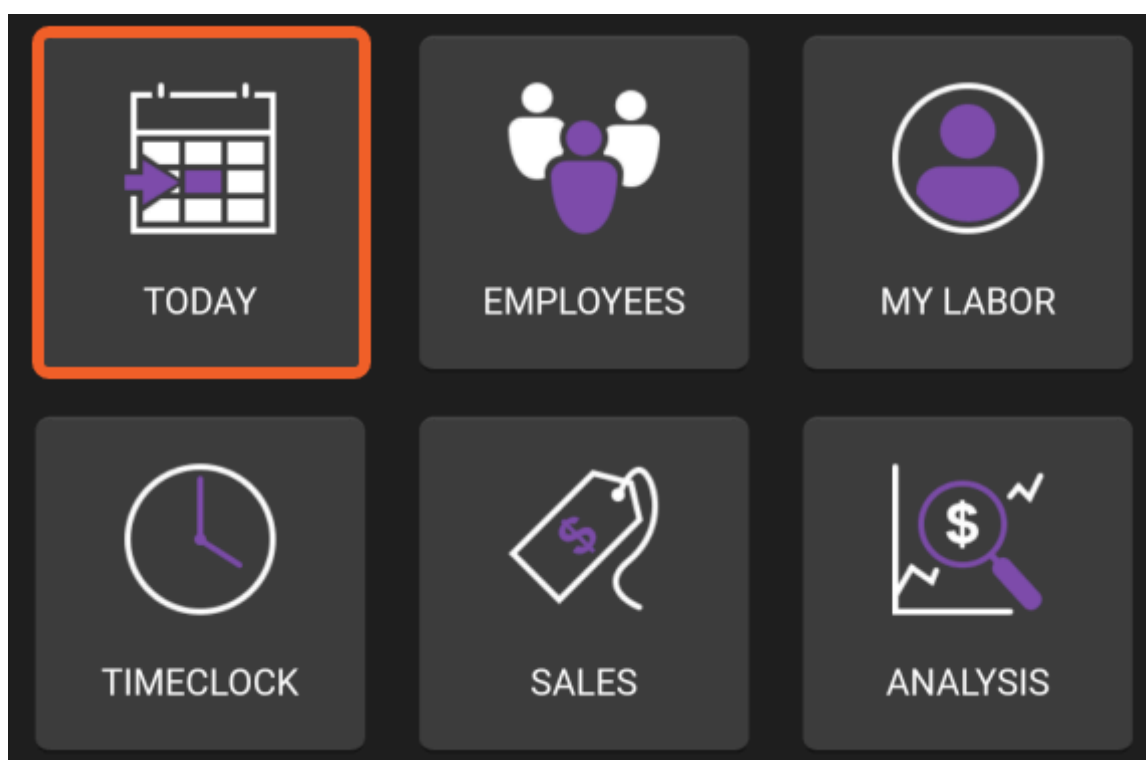 TODAY
EMPLOYEES
MY LABOR
$
$
TIMECLOCK
SALES
ANALYSIS